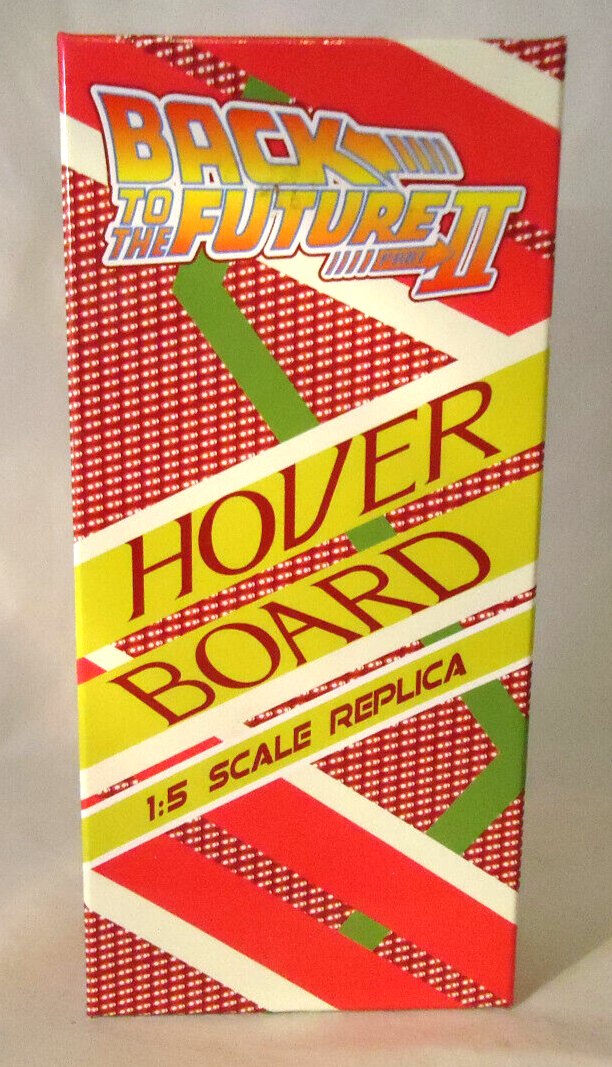 BACK
TO THE FUTURE
PART II
HOVER
BOARD
1:5 SCALE REPLICA